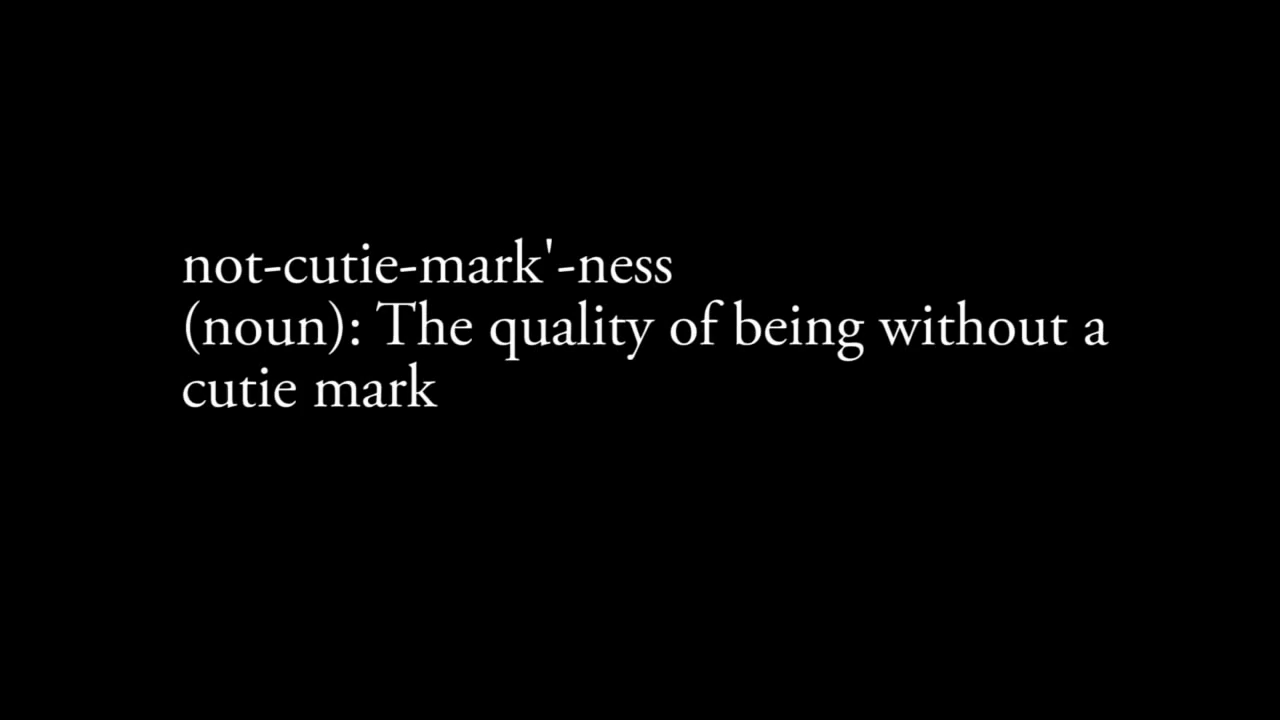 not-cutie-mark'-ness
(noun): The quality of being without a
cutie mark